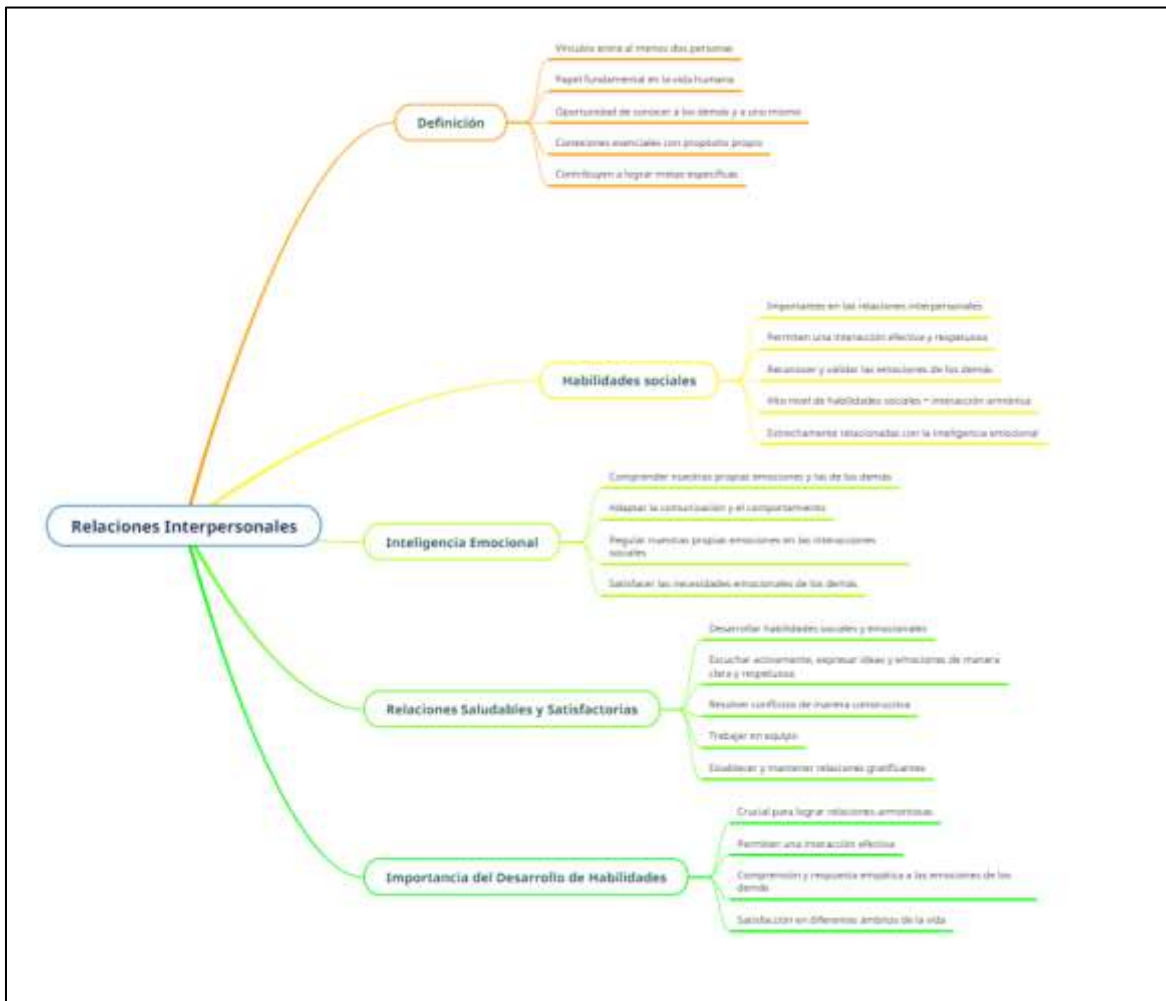 Vínculos entre al menos dos personas
Papel fundamental en la vida humana
Definición
Oportunidad de conocer a los demás y a uno mismo
Conexiones esenciales con propósito propio
Contribuyen a lograr metas específicas
Importantes en las relaciones interpersonales
Permiten una interacción efectiva y respetuosa
Habilidades sociales
Reconocer y validar las emociones de los demás
Alto nivel de habilidades sociales = interacción armónica
Estrechamente relacionadas con la inteligencia emocional
Relaciones Interpersonales
Comprender nuestras propias emociones y las de los demás
Adaptar la comunicación y el comportamiento
Inteligencia Emocional
Regular nuestras propias emociones en las interacciones
sociales
Satisfacer las necesidades emocionales de los demás
Desarrollar habilidades sociales y emocionales
Escuchar activamente, expresar ideas y emociones de manera
clara y respetuosa
Relaciones Saludables y Satisfactorias
Resolver conflictos de manera constructiva
Trabajar en equipo
Establecer y mantener relaciones gratificantes
Crucial para lograr relaciones armoniosas
Permiten una interacción efectiva
Importancia del Desarrollo de Habilidades
Comprensión y respuesta empática a las emociones de los
demás
Satisfacción en diferentes ámbitos de la vida